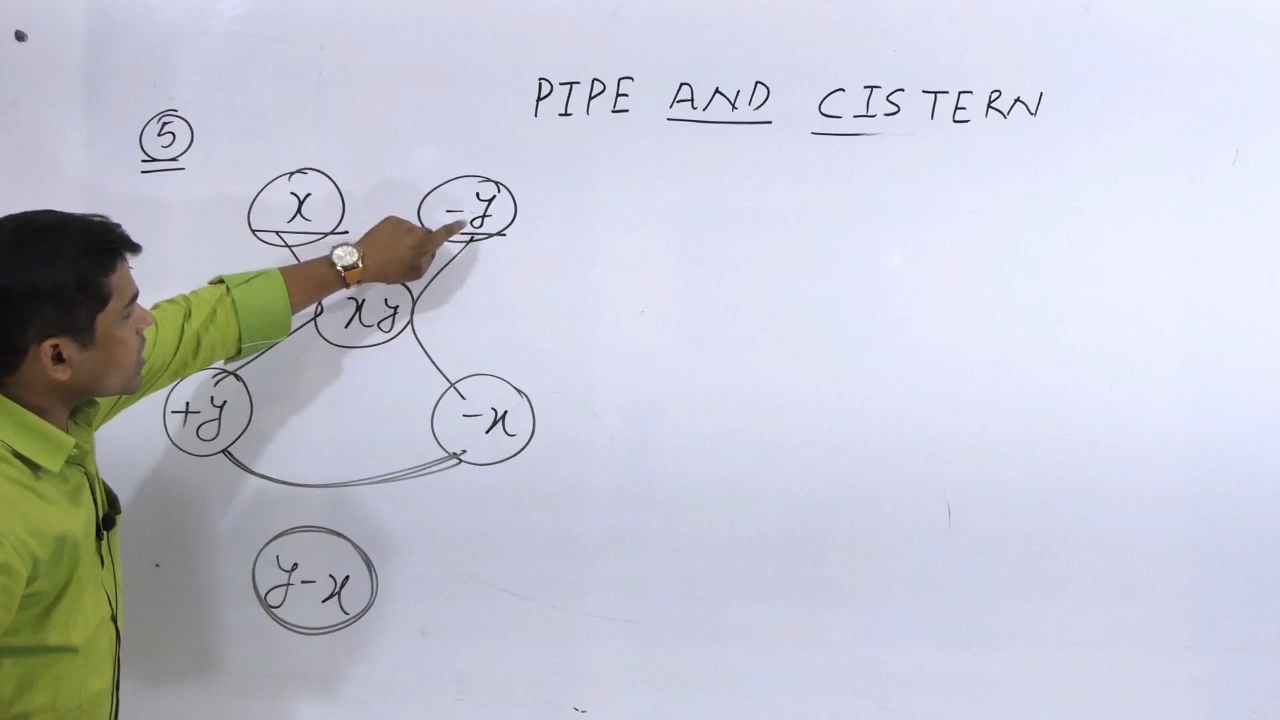 PIPE AND CISTERN
5
x -y
xy
+y -x
y-x